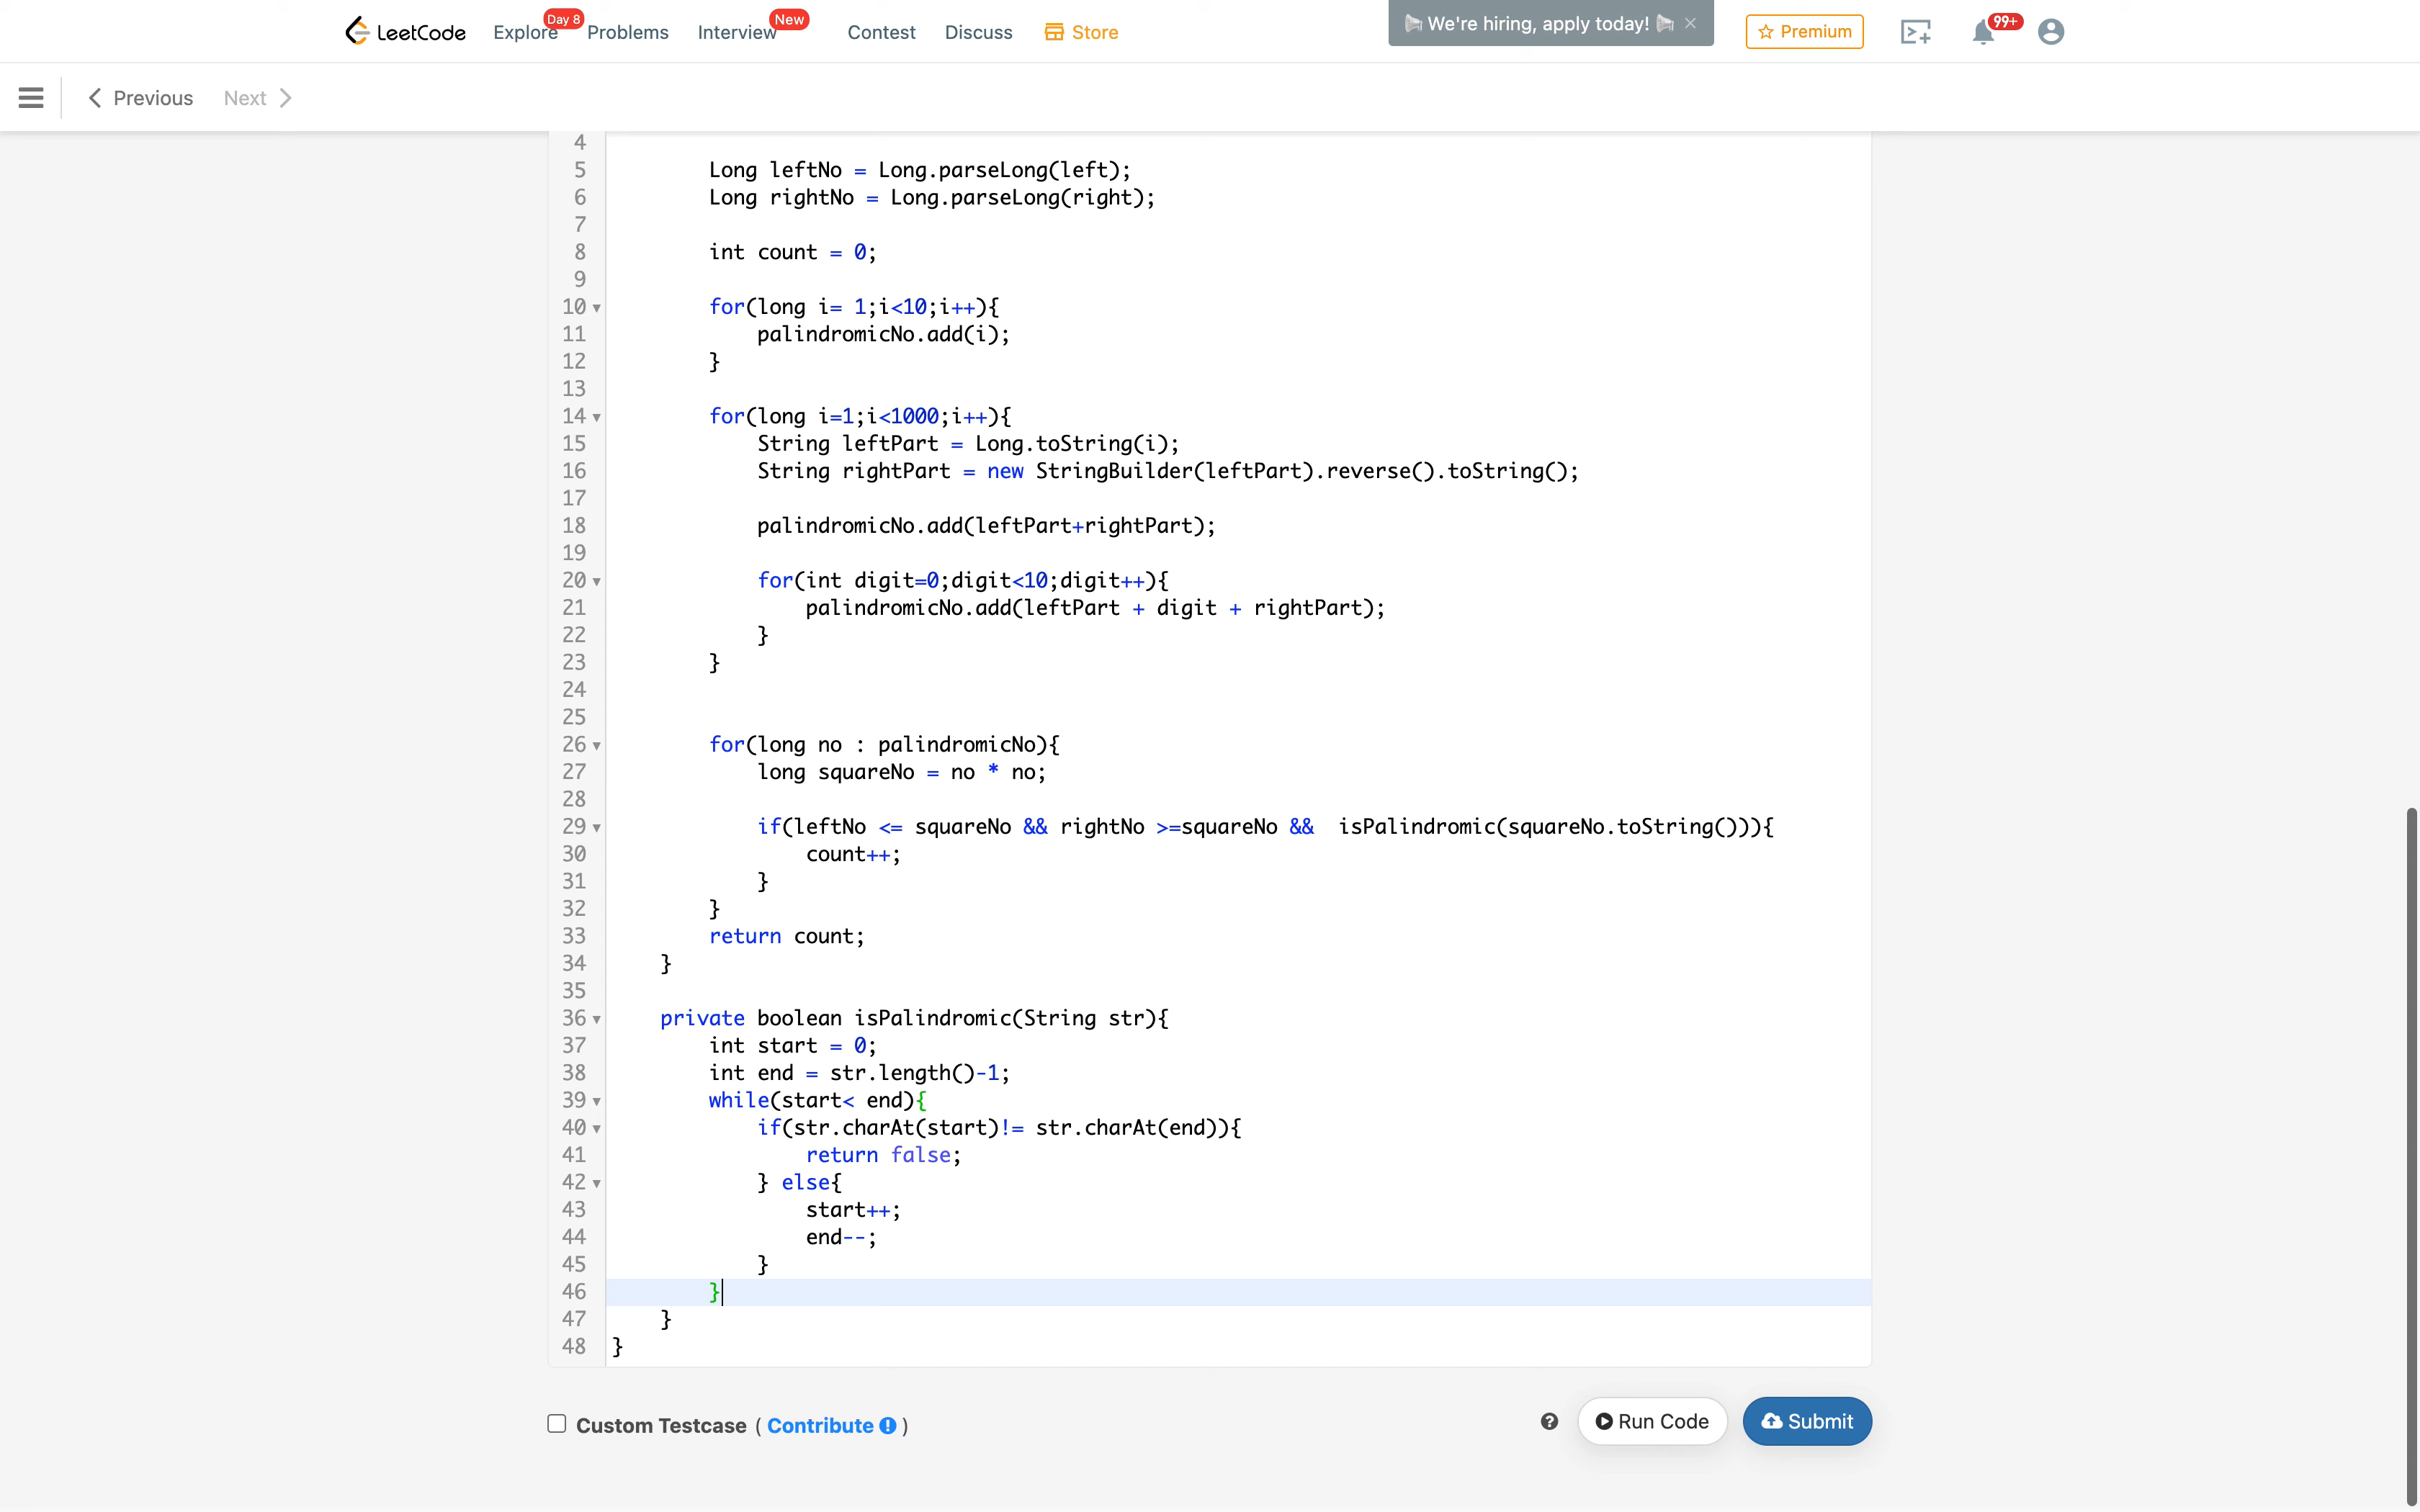 LeetCode Explore Day 8 Problems Interview New Contest Discuss Store We're hiring, apply today! × Premium 99+
Previous Next
4
5 Long leftNo = Long.parseLong(left);
6 Long rightNo = Long.parseLong(right);
7
8 int count = 0;
9
10 for(long i= 1;i<10;i++){
11 palindromicNo.add(i);
12 }
13
14 for(long i=1;i<1000;i++){
15 String leftPart = Long.toString(i);
16 String rightPart = new StringBuilder(leftPart).reverse().toString();
17
18 palindromicNo.add(leftPart+rightPart);
19
20 for(int digit=0;digit<10;digit++){
21 palindromicNo.add(leftPart + digit + rightPart);
22 }
23 }
24
25
26 for(long no : palindromicNo){
27 long squareNo = no * no;
28
29 if(leftNo <= squareNo && rightNo >=squareNo &&  isPalindromic(squareNo.toString())){
30 count++;
31 }
32 }
33 return count;
34 }
35
36 private boolean isPalindromic(String str){
37 int start = 0;
38 int end = str.length()-1;
39 while(start< end){
40 if(str.charAt(start)!= str.charAt(end)){
41 return false;
42 } else{
43 start++;
44 end--;
45 }
46 }
47 }
48 }
Custom Testcase ( Contribute ! ) ? Run Code Submit